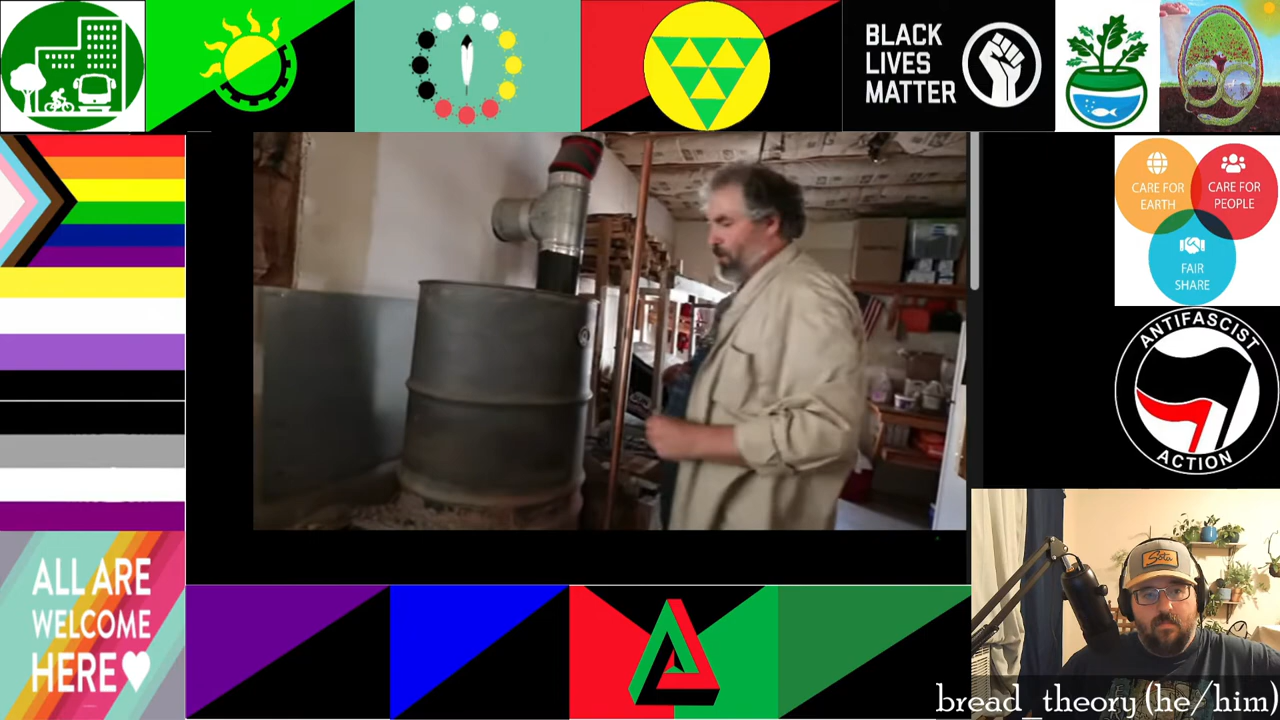 BLACK
LIVES
MATTER
CARE FOR
EARTH
CARE FOR
PEOPLE
FAIR
SHARE
ANTIFASCIST
ACTION
ALL ARE
WELCOME
HERE
Sota
bread_theory (he/him)